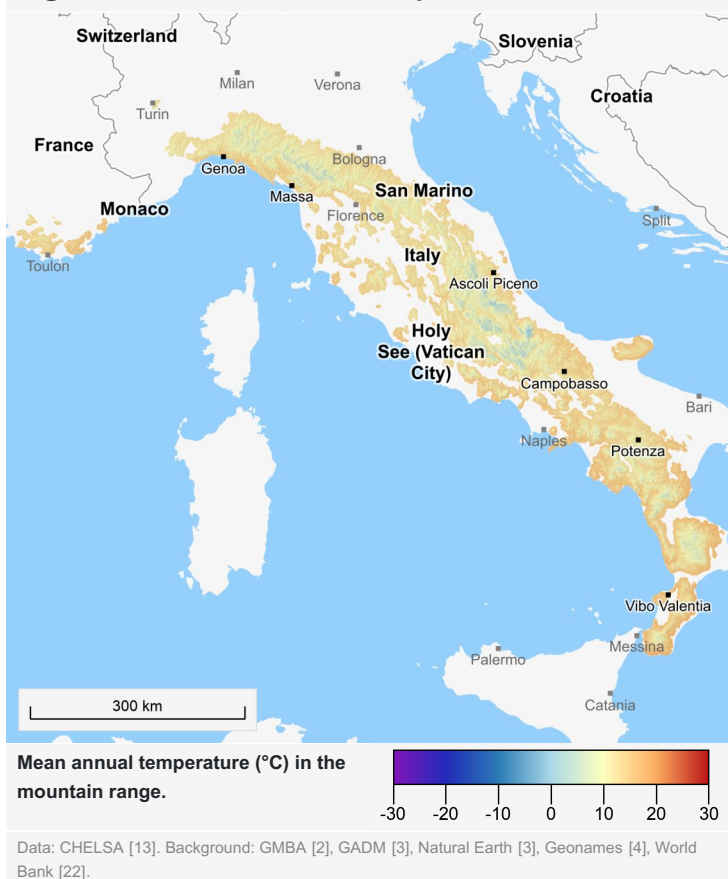 Switzerland
Slovenia
Milan
Verona
Croatia
Turin
France
Genoa
Bologna
Massa
San Marino
Monaco
Florence
Split
Italy
Toulon
Ascoli Piceno
Holy
See (Vatican
City)
Campobasso
Bari
Naples
Potenza
Vibo Valentia
Messina
Palermo
Catania
300 km
Mean annual temperature (°C) in the
mountain range.
-30 -20 -10 0 10 20 30
Data: CHELSA [13]. Background: GMBA [2], GADM [3], Natural Earth [3], Geonames [4], World
Bank [22].